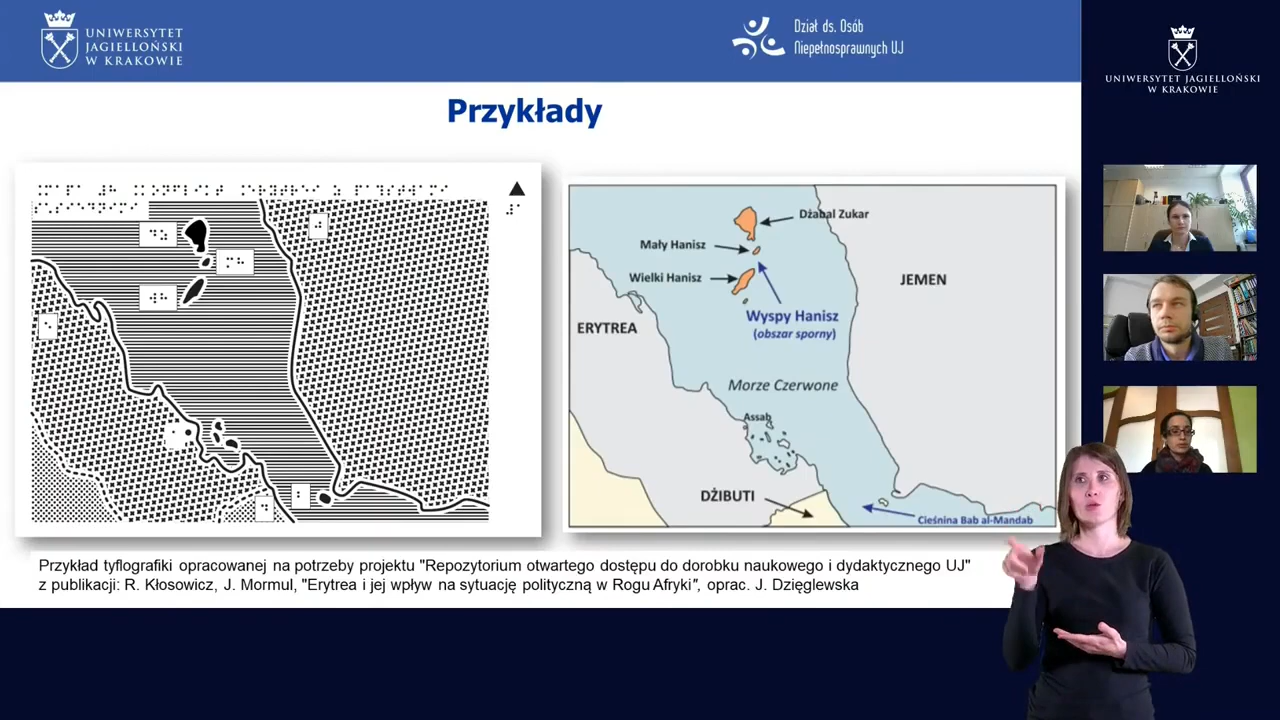 UNIWERSYTET
JAGIELLOŃSKI
W KRAKOWIE
Dział ds. Osób
Niepełnosprawnych UJ
UNIWERSYTET JAGIELLOŃSKI
W KRAKOWIE
Przykłady
Dżabal Zukar
Mały Hanisz
Wielki Hanisz
JEMEN
Wyspy Hanisz
(obszar sporny)
ERYTREA
Morze Czerwone
Assab
DŻIBUTI
Cieśnina Bab al-Mandab
Przykład tyflografiki opracowanej na potrzeby projektu "Repozytorium otwartego dostępu do dorobku naukowego i dydaktycznego UJ"
z publikacji: R. Kłosowicz, J. Mormul, "Erytrea i jej wpływ na sytuację polityczną w Rogu Afryki", oprac. J. Dzięglewska